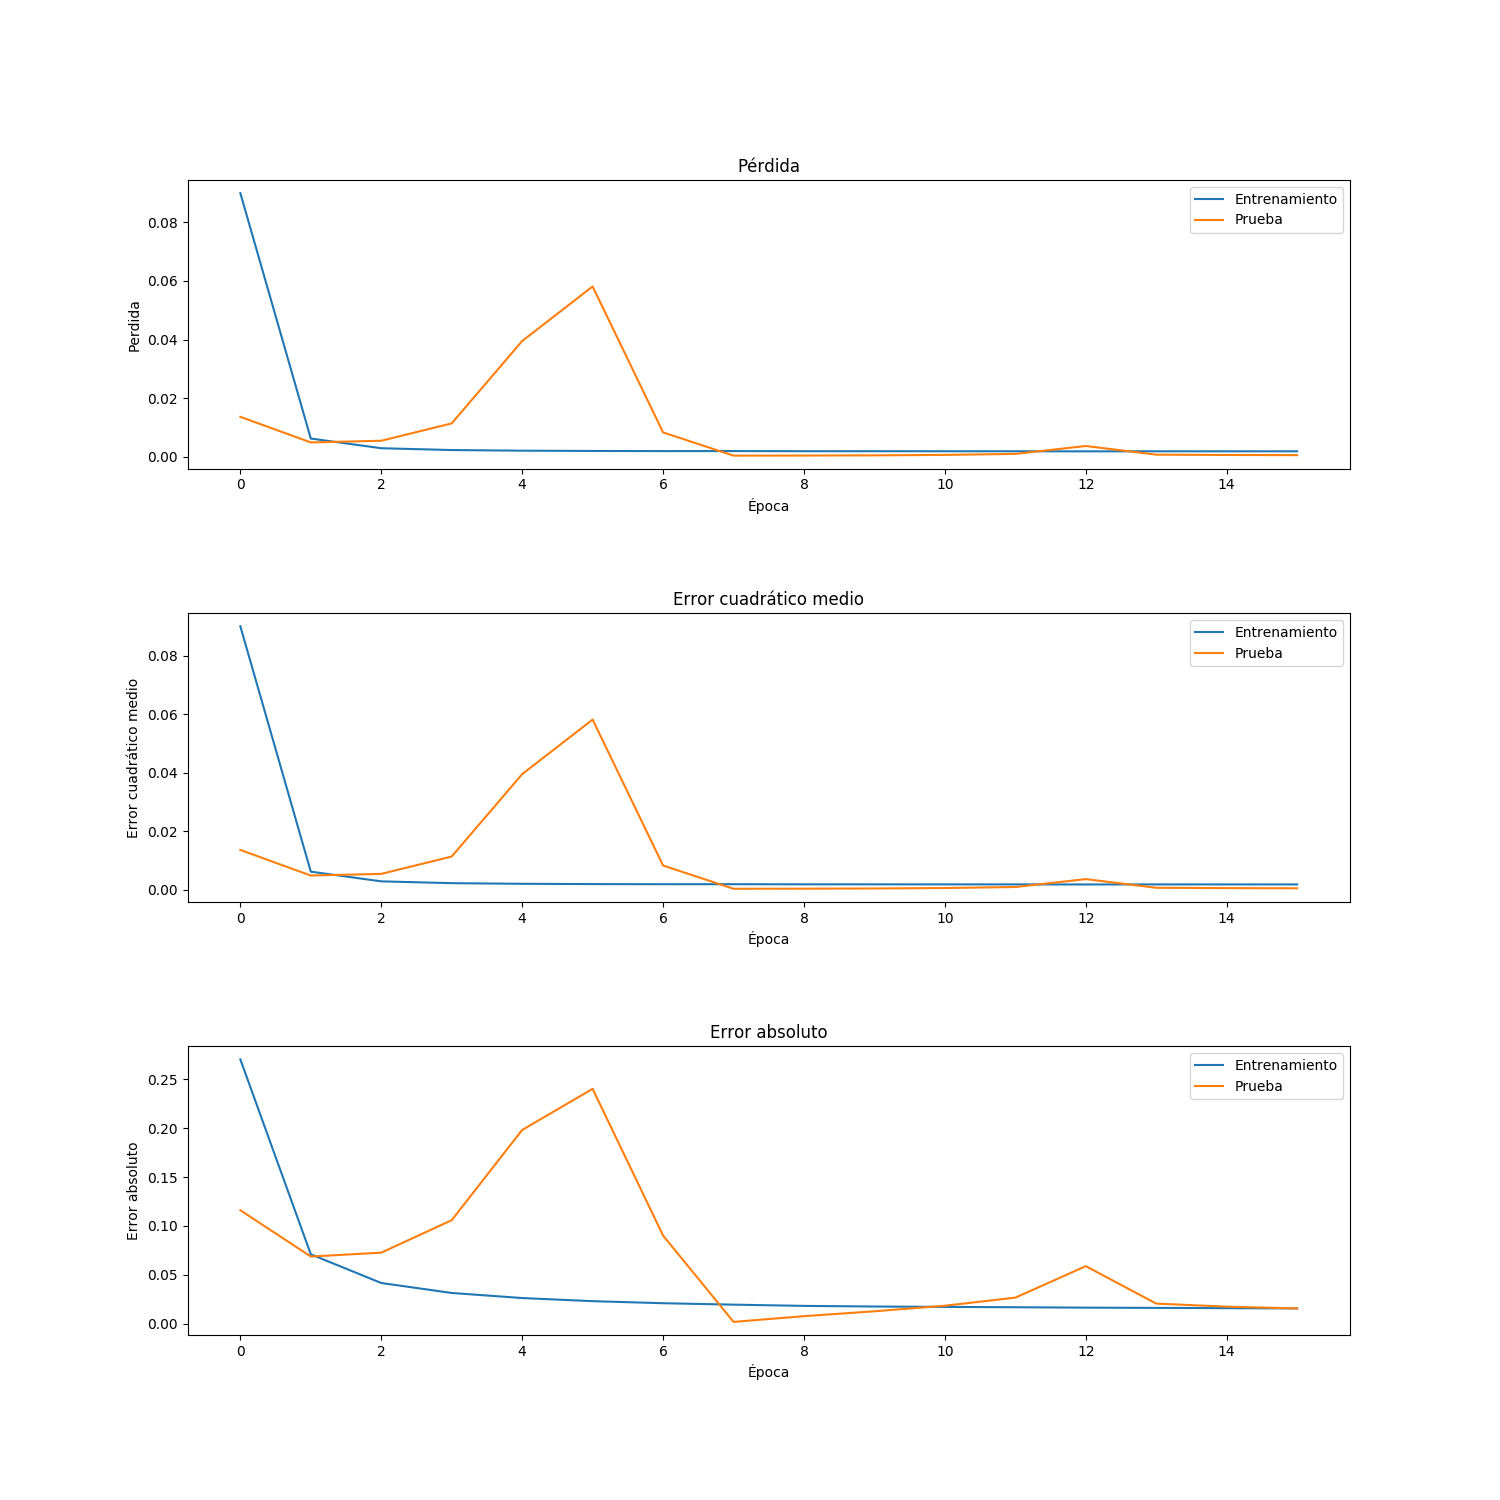 Pérdida
Entrenamiento
Prueba
Perdida
0.08
0.06
0.04
0.02
0.00
0 2 4 6 8 10 12 14
Época
Error cuadrático medio
Entrenamiento
Prueba
Error cuadrático medio
0.08
0.06
0.04
0.02
0.00
0 2 4 6 8 10 12 14
Época
Error absoluto
Entrenamiento
Prueba
Error absoluto
0.25
0.20
0.15
0.10
0.05
0.00
0 2 4 6 8 10 12 14
Época